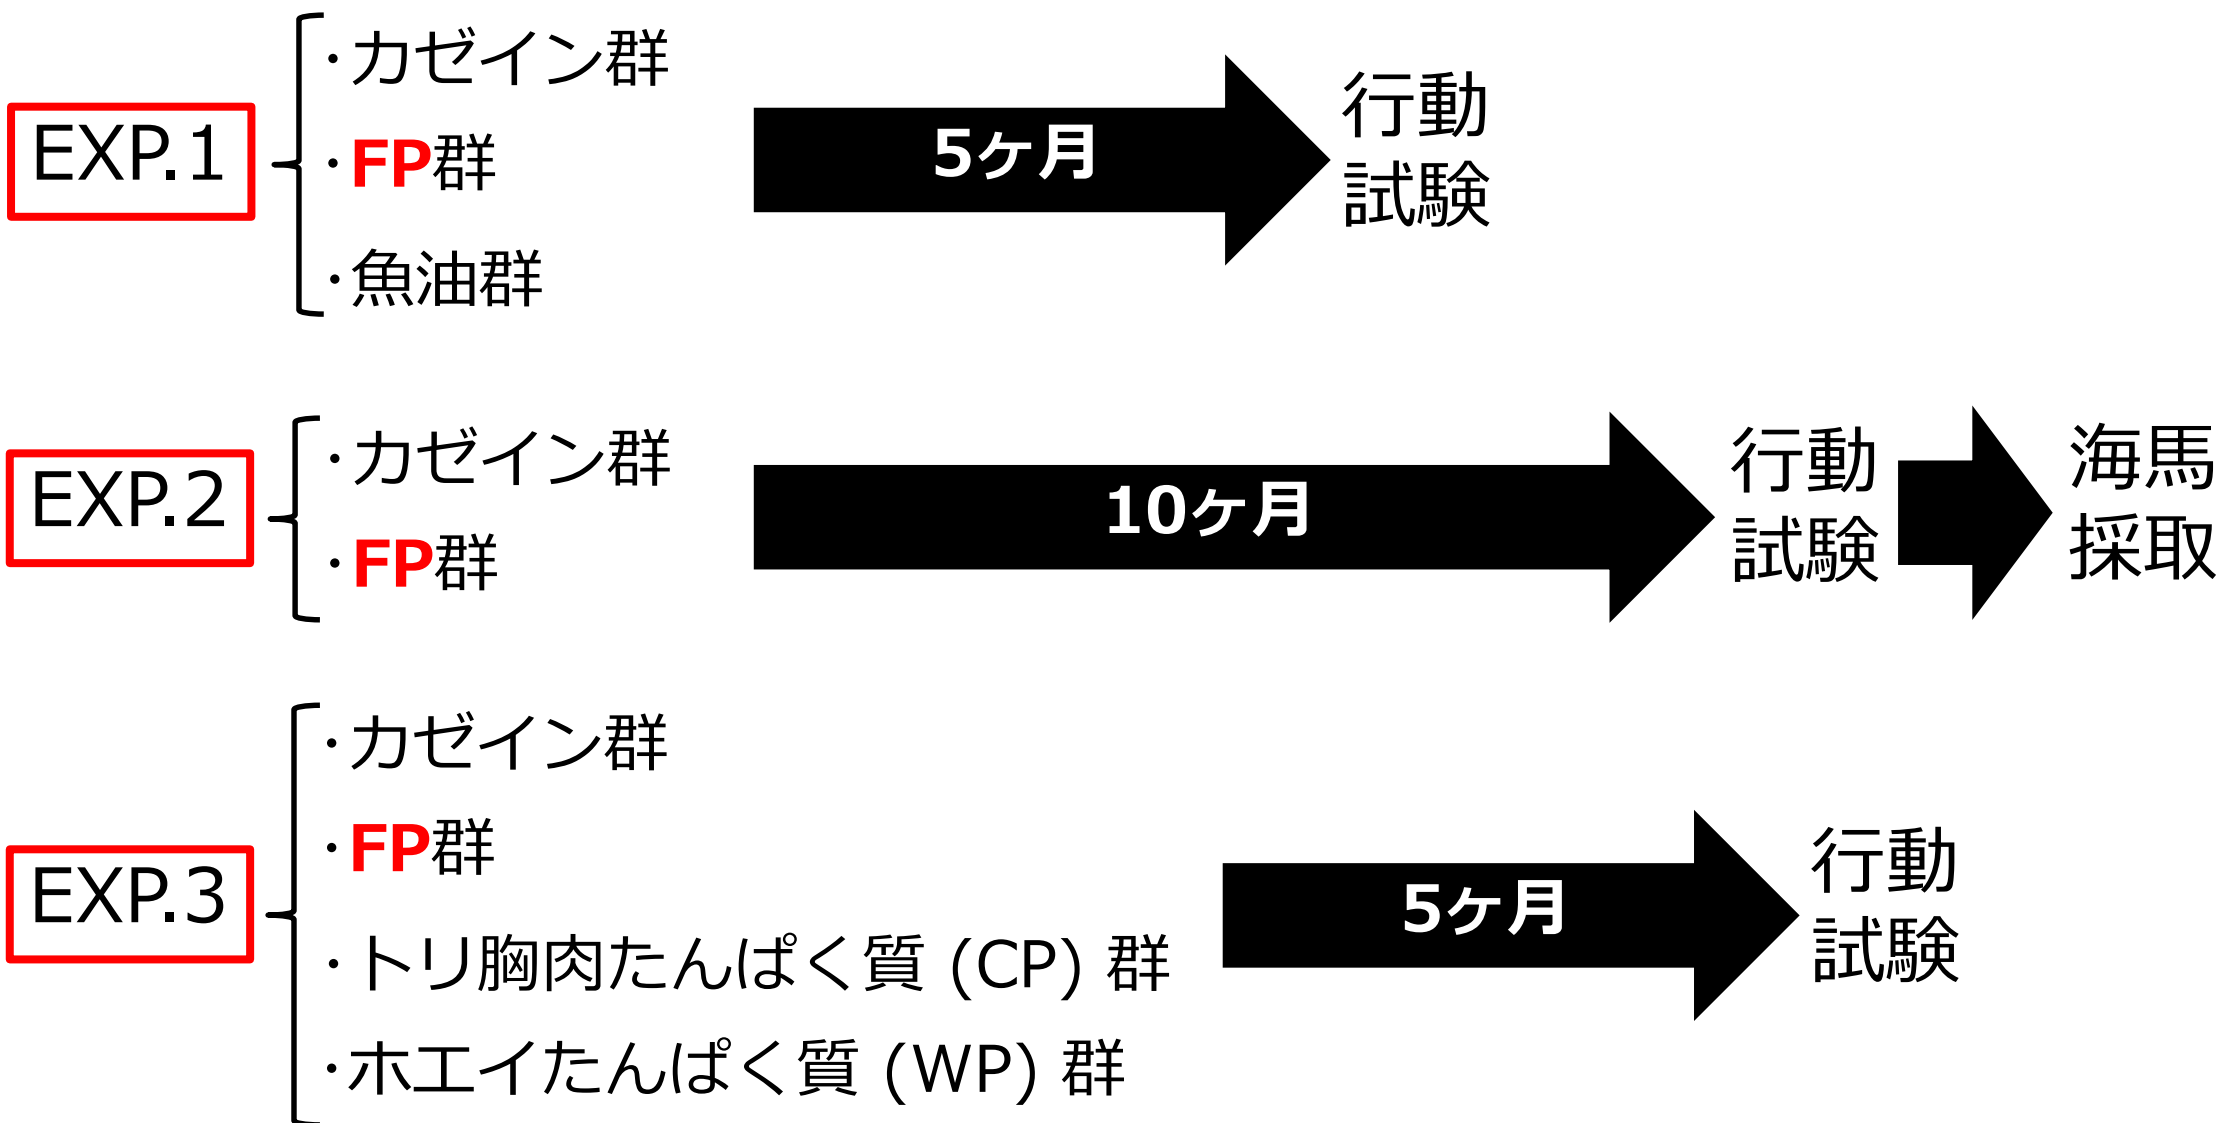 EXP.1
・カゼイン群
・FP群
・魚油群
5ケ月
行動
試験
EXP.2
・カゼイン群
・FP群
10ケ月
行動
試験
海馬
採取
EXP.3
・カゼイン群
・FP群
・トリ胸肉たんぱく質 (CP) 群
・ホエイたんぱく質 (WP) 群
5ケ月
行動
試験